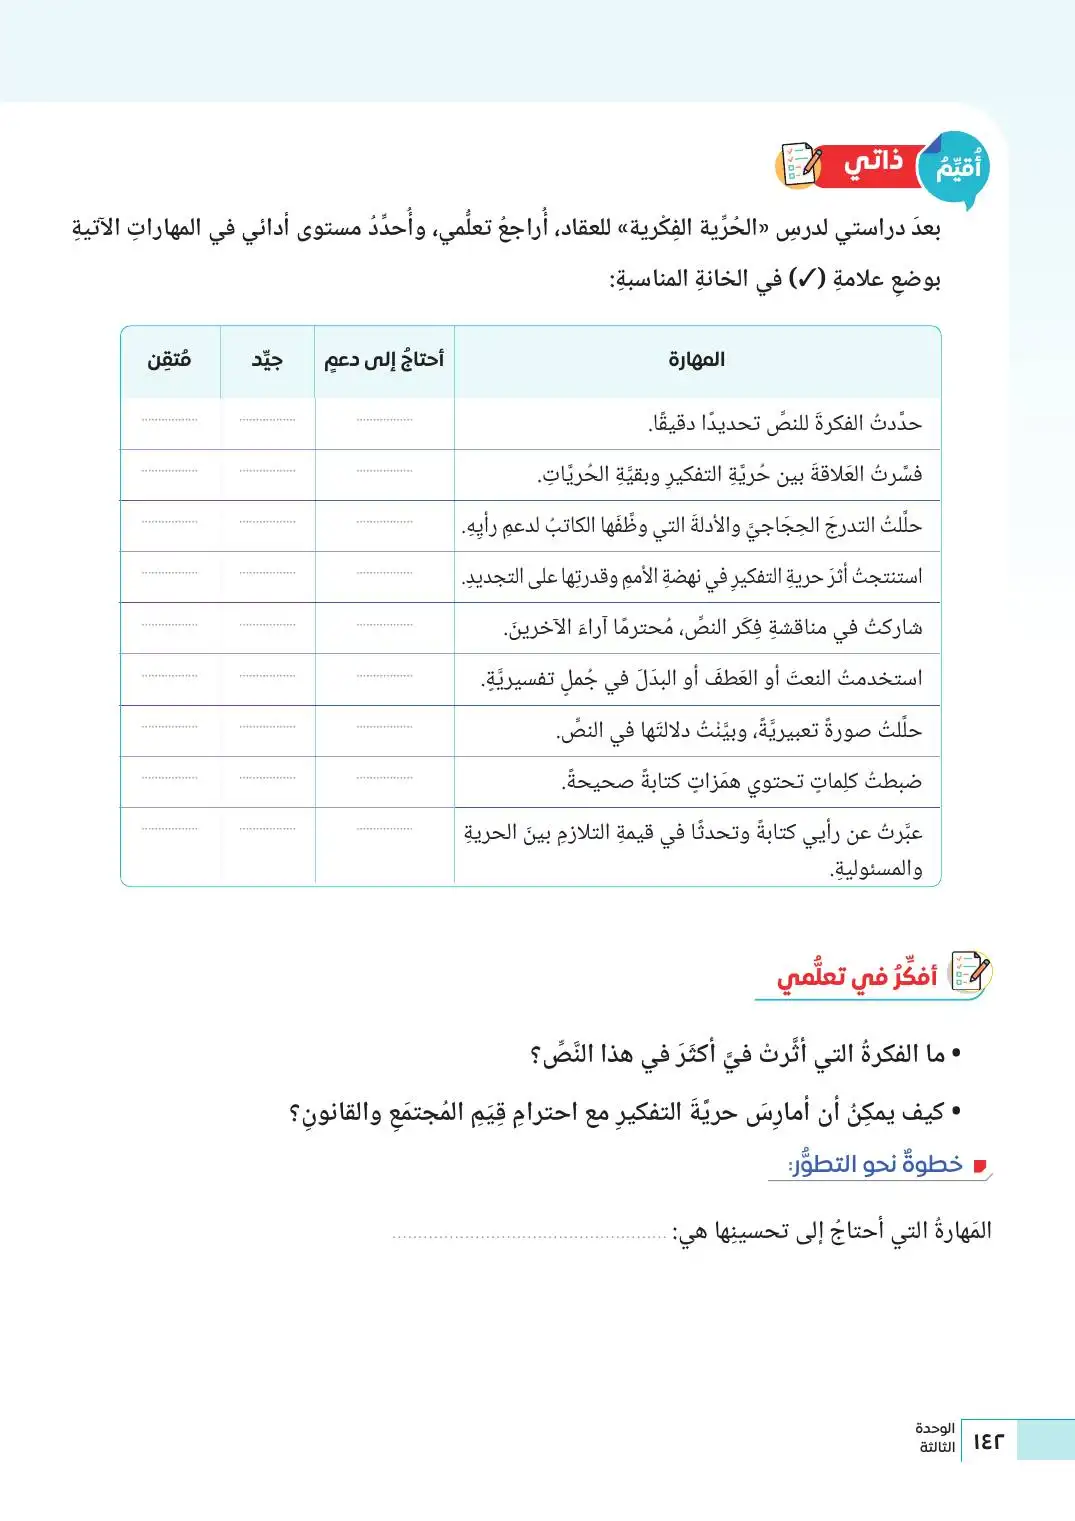 أُقيِّمُ ذاتي
بعدَ دراستي لدرسِ «الحُرِّية الفِكْرية» للعقاد، أُراجعُ تعلُّمي، وأُحدِّدُ مستوى أدائي في المهاراتِ الآتيةِ
بوضعِ علامةِ (✓) في الخانةِ المناسبةِ:
المهارة أحتاجُ إلى دعمٍ جيِّد مُتقِن
حدَّدتُ الفكرةَ للنصِّ تحديدًا دقيقًا.
فسَّرتُ العَلاقةَ بين حُريَّةِ التفكيرِ وبقيَّةِ الحُريَّاتِ.
حلَّلتُ التدرجَ الحِجَاجيَّ والأدلةَ التي وظَّفَها الكاتبُ لدعمِ رأيِهِ.
استنتجتُ أثرَ حريةِ التفكيرِ في نهضةِ الأممِ وقدرتِها على التجديدِ.
شاركتُ في مناقشةِ فِكَر النصِّ، مُحترمًا آراءَ الآخرينَ.
استخدمتُ النعتَ أو العَطفَ أو البدَلَ في جُملٍ تفسيريَّةٍ.
حلَّلتُ صورةً تعبيريَّةً، وبيَّنْتُ دلالتَها في النصِّ.
ضبطتُ كلِماتٍ تحتوي همَزاتٍ كتابةً صحيحةً.
عبَّرتُ عن رأيي كتابةً وتحدثًا في قيمةِ التلازمِ بينَ الحريةِ
والمسئوليةِ.
أفكِّرُ في تعلُّمي
• ما الفكرةُ التي أثَّرتْ فيَّ أكثَرَ في هذا النَّصِّ؟
• كيف يمكِنُ أن أمارِسَ حريَّةَ التفكيرِ مع احترامِ قِيَمِ المُجتمَعِ والقانونِ؟
خطوةٌ نحو التطوُّر:
المَهارةُ التي أحتاجُ إلى تحسينِها هي: ........................................
١٤٢ الوحدة
الثالثة